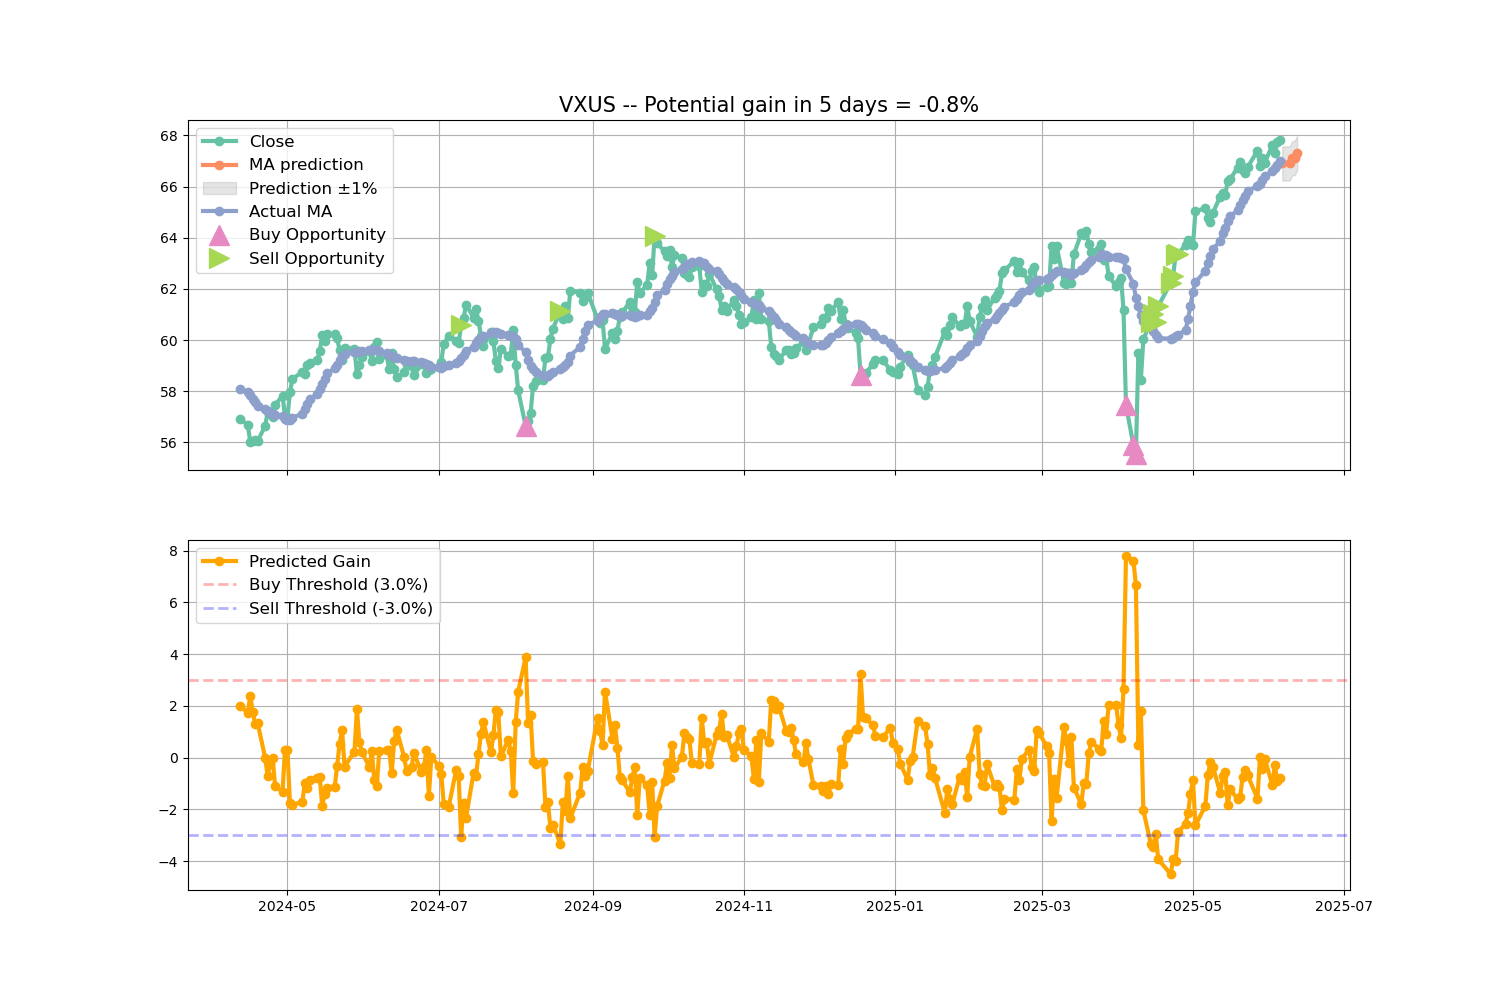 VXUS -- Potential gain in 5 days = -0.8%
68
66
64
62
60
58
56
Close
MA prediction
Prediction ±1%
Actual MA
Buy Opportunity
Sell Opportunity
8
6
4
2
0
−2
−4
Predicted Gain
Buy Threshold (3.0%)
Sell Threshold (-3.0%)
2024-05
2024-07
2024-09
2024-11
2025-01
2025-03
2025-05
2025-07